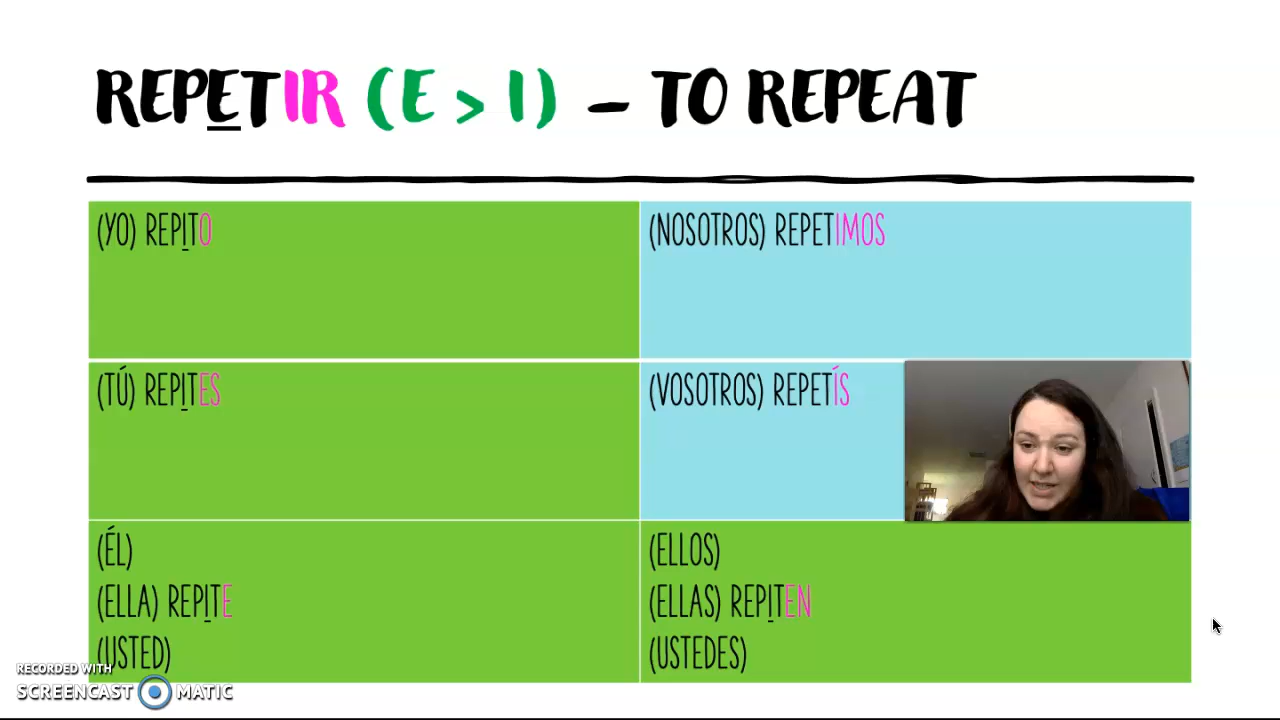 REPETIR (E > I) – TO REPEAT
(YO) REPITO
(NOSOTROS) REPETIMOS
(TÚ) REPITES
(VOSOTROS) REPETÍS
(ÉL)
(ELLA) REPITE
(USTED)
(ELLOS)
(ELLAS) REPITEN
(USTEDES)
RECORDED WITH
SCREENCAST MATIC